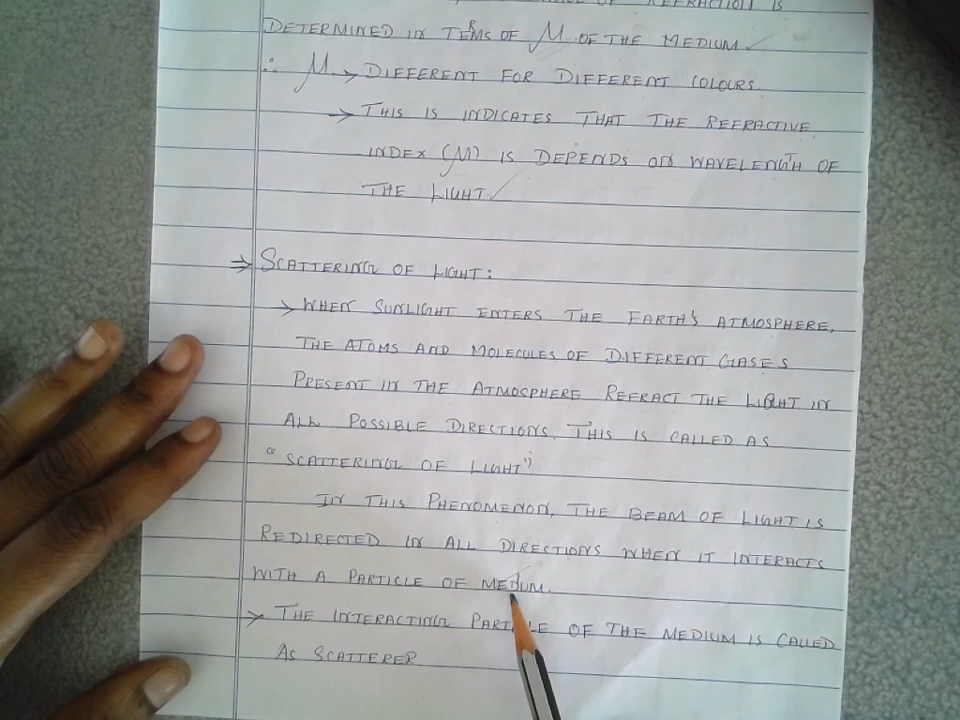 OF REFRACTION IS
DETERMINED IN TERMS OF μ OF THE MEDIUM ✓
∴ μ → DIFFERENT FOR DIFFERENT COLOURS.
→ THIS IS INDICATES THAT THE REFRACTIVE
INDEX (μ) IS DEPENDS ON WAVELENGTH OF
THE LIGHT ✓
⇒ SCATTERING OF LIGHT:
→ WHEN SUNLIGHT ENTERS THE EARTH'S ATMOSPHERE,
THE ATOMS AND MOLECULES OF DIFFERENT GASES
PRESENT IN THE ATMOSPHERE REFRACT THE LIGHT IN
ALL POSSIBLE DIRECTIONS. THIS IS CALLED AS
"SCATTERING OF LIGHT"
IN THIS PHENOMENON, THE BEAM OF LIGHT IS
REDIRECTED IN ALL DIRECTIONS WHEN IT INTERACTS
WITH A PARTICLE OF MEDIUM.
→ THE INTERACTING PARTICLE OF THE MEDIUM IS CALLED
AS SCATTERER